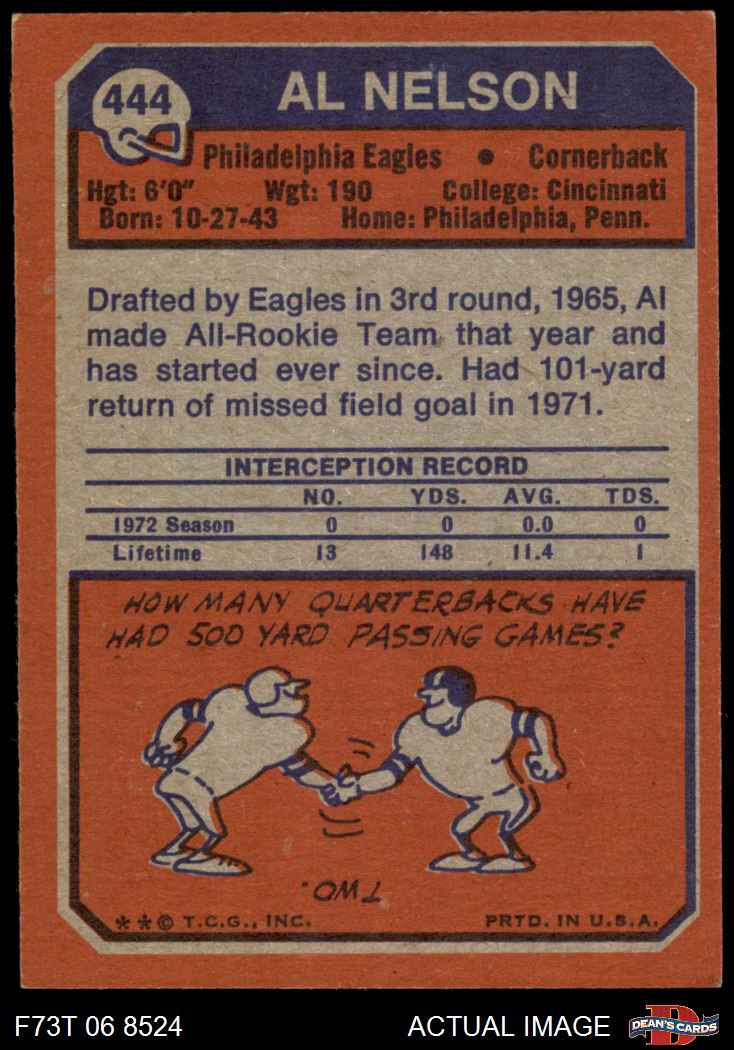 444
AL NELSON
Philadelphia Eagles • Cornerback
Hgt: 6'0" Wgt: 190 College: Cincinnati
Born: 10-27-43 Home: Philadelphia, Penn.
Drafted by Eagles in 3rd round, 1965, Al
made All-Rookie Team that year and
has started ever since. Had 101-yard
return of missed field goal in 1971.
INTERCEPTION RECORD
NO. YDS. AVG. TDS.
1972 Season 0 0 0.0 0
Lifetime 13 148 11.4 1
HOW MANY QUARTERBACKS HAVE
HAD 500 YARD PASSING GAMES?
TWO.
**© T.C.G., INC. PRTD. IN U.S.A.
F73T 06 8524 ACTUAL IMAGE DEAN'S CARDS